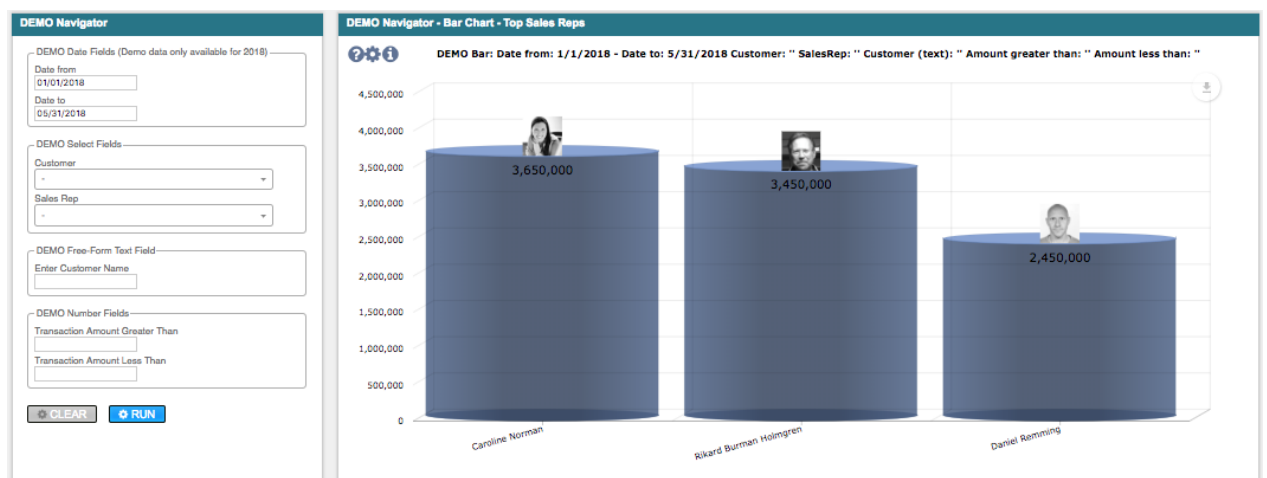 DEMO Navigator
DEMO Date Fields (Demo data only available for 2018)
Date from
01/01/2018
Date to
05/31/2018
DEMO Select Fields
Customer
-
Sales Rep
-
DEMO Free-Form Text Field
Enter Customer Name
DEMO Number Fields
Transaction Amount Greater Than
Transaction Amount Less Than
CLEAR
RUN
DEMO Navigator - Bar Chart - Top Sales Reps
DEMO Bar: Date from: 1/1/2018 - Date to: 5/31/2018 Customer: '' SalesRep: '' Customer (text): '' Amount greater than: '' Amount less than: ''
4,500,000
4,000,000
3,500,000
3,000,000
2,500,000
2,000,000
1,500,000
1,000,000
500,000
0
3,650,000
3,450,000
2,450,000
Caroline Norman
Rikard Burman Holmgren
Daniel Remming